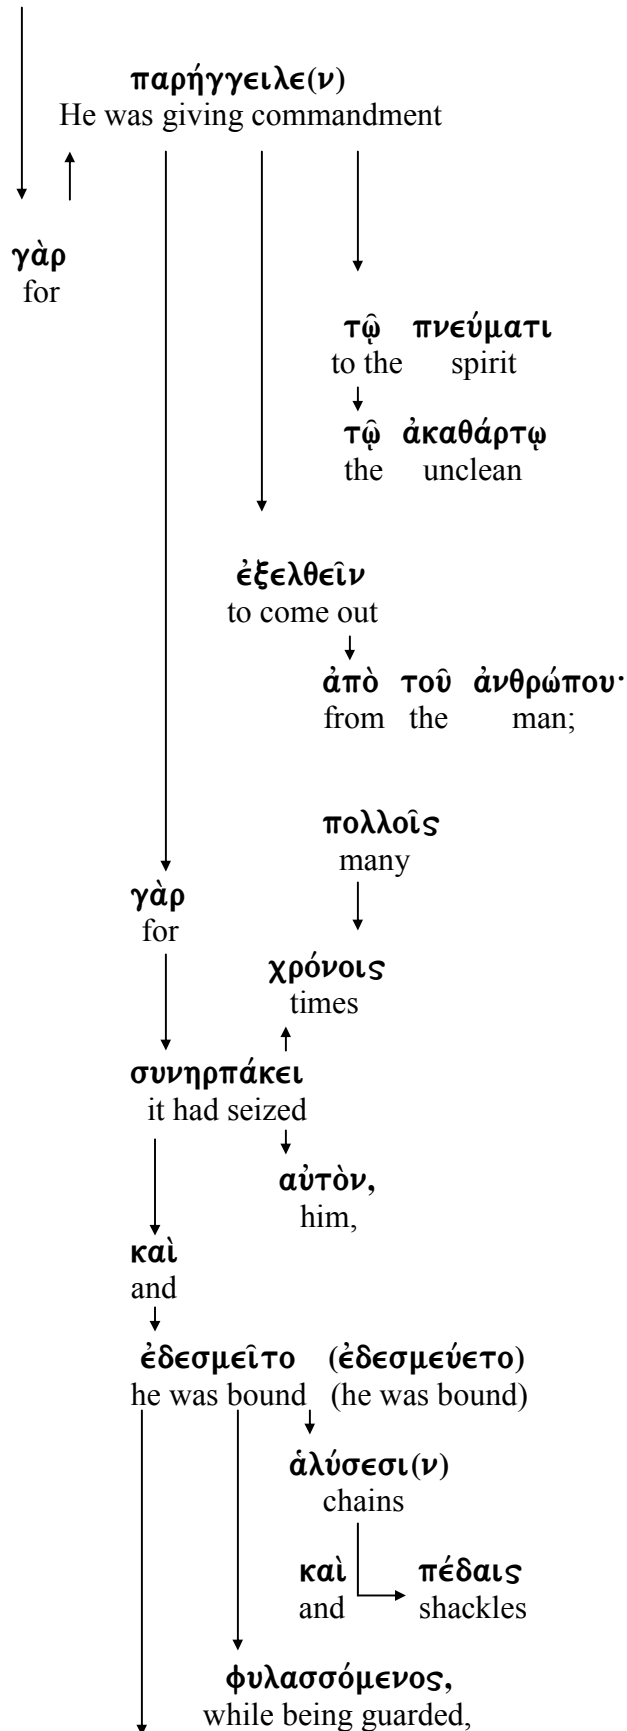 παρήγγειλε(ν)
He was giving commandment
γὰρ
for
τῷ πνεύματι
to the spirit
τῷ ἀκαθάρτῳ
the unclean
ἐξελθεῖν
to come out
ἀπὸ τοῦ ἀνθρώπου·
from the man;
πολλοῖς
many
γὰρ
for
χρόνοις
times
συνηρπάκει
it had seized
αὐτὸν,
him,
καὶ
and
ἐδεσμεῖτο (ἐδεσμεύετο)
he was bound (he was bound)
ἁλύσεσι(ν)
chains
καὶ πέδαις
and shackles
φυλασσόμενος,
while being guarded,